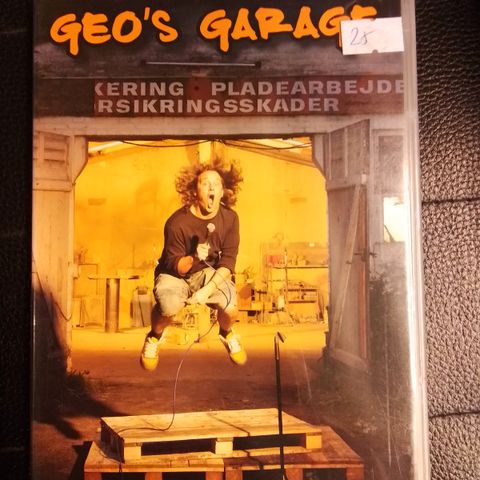 GEO'S GARAGE
25
KERING · PLADEARBEJDE
RSIKRINGSSKADER